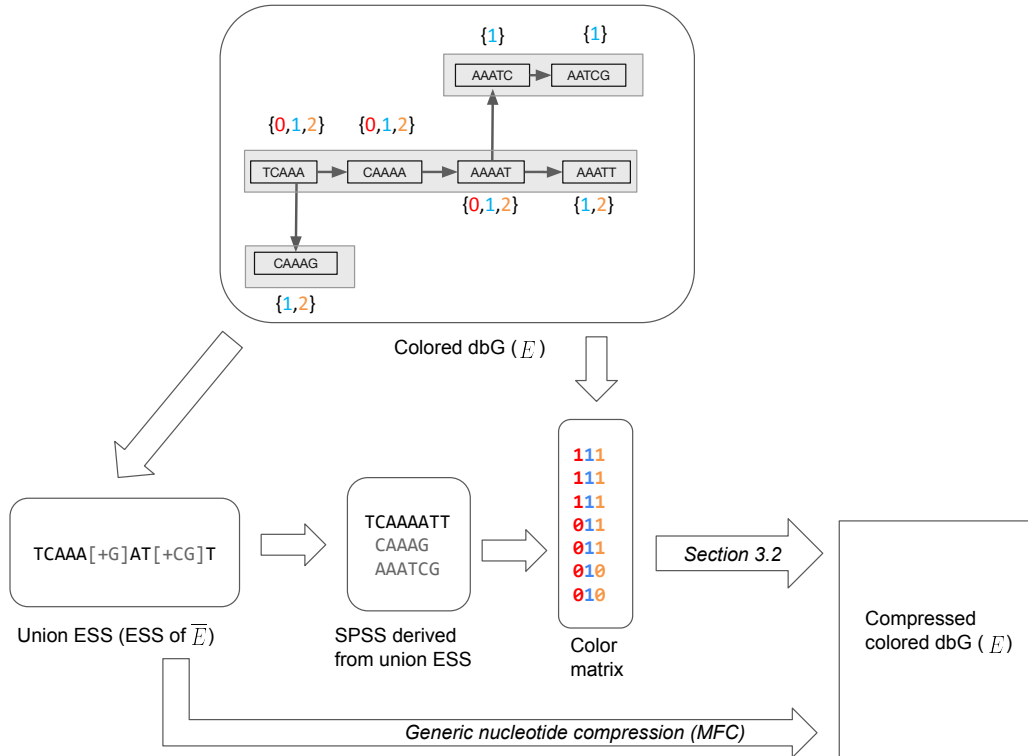 {1} {1}
AAATC AATCG
{0,1,2} {0,1,2}
TCAAA CAAAA AAAAT AAATT
{0,1,2} {1,2}
CAAAG
{1,2}
Colored dbG ( E )
TCAAA[+G]AT[+CG]T
Union ESS (ESS of E̅)
TCAAAATT
CAAAG
AAATCG
SPSS derived
from union ESS
111
111
111
011
011
010
010
Color
matrix
Section 3.2
Compressed
colored dbG ( E )
Generic nucleotide compression (MFC)